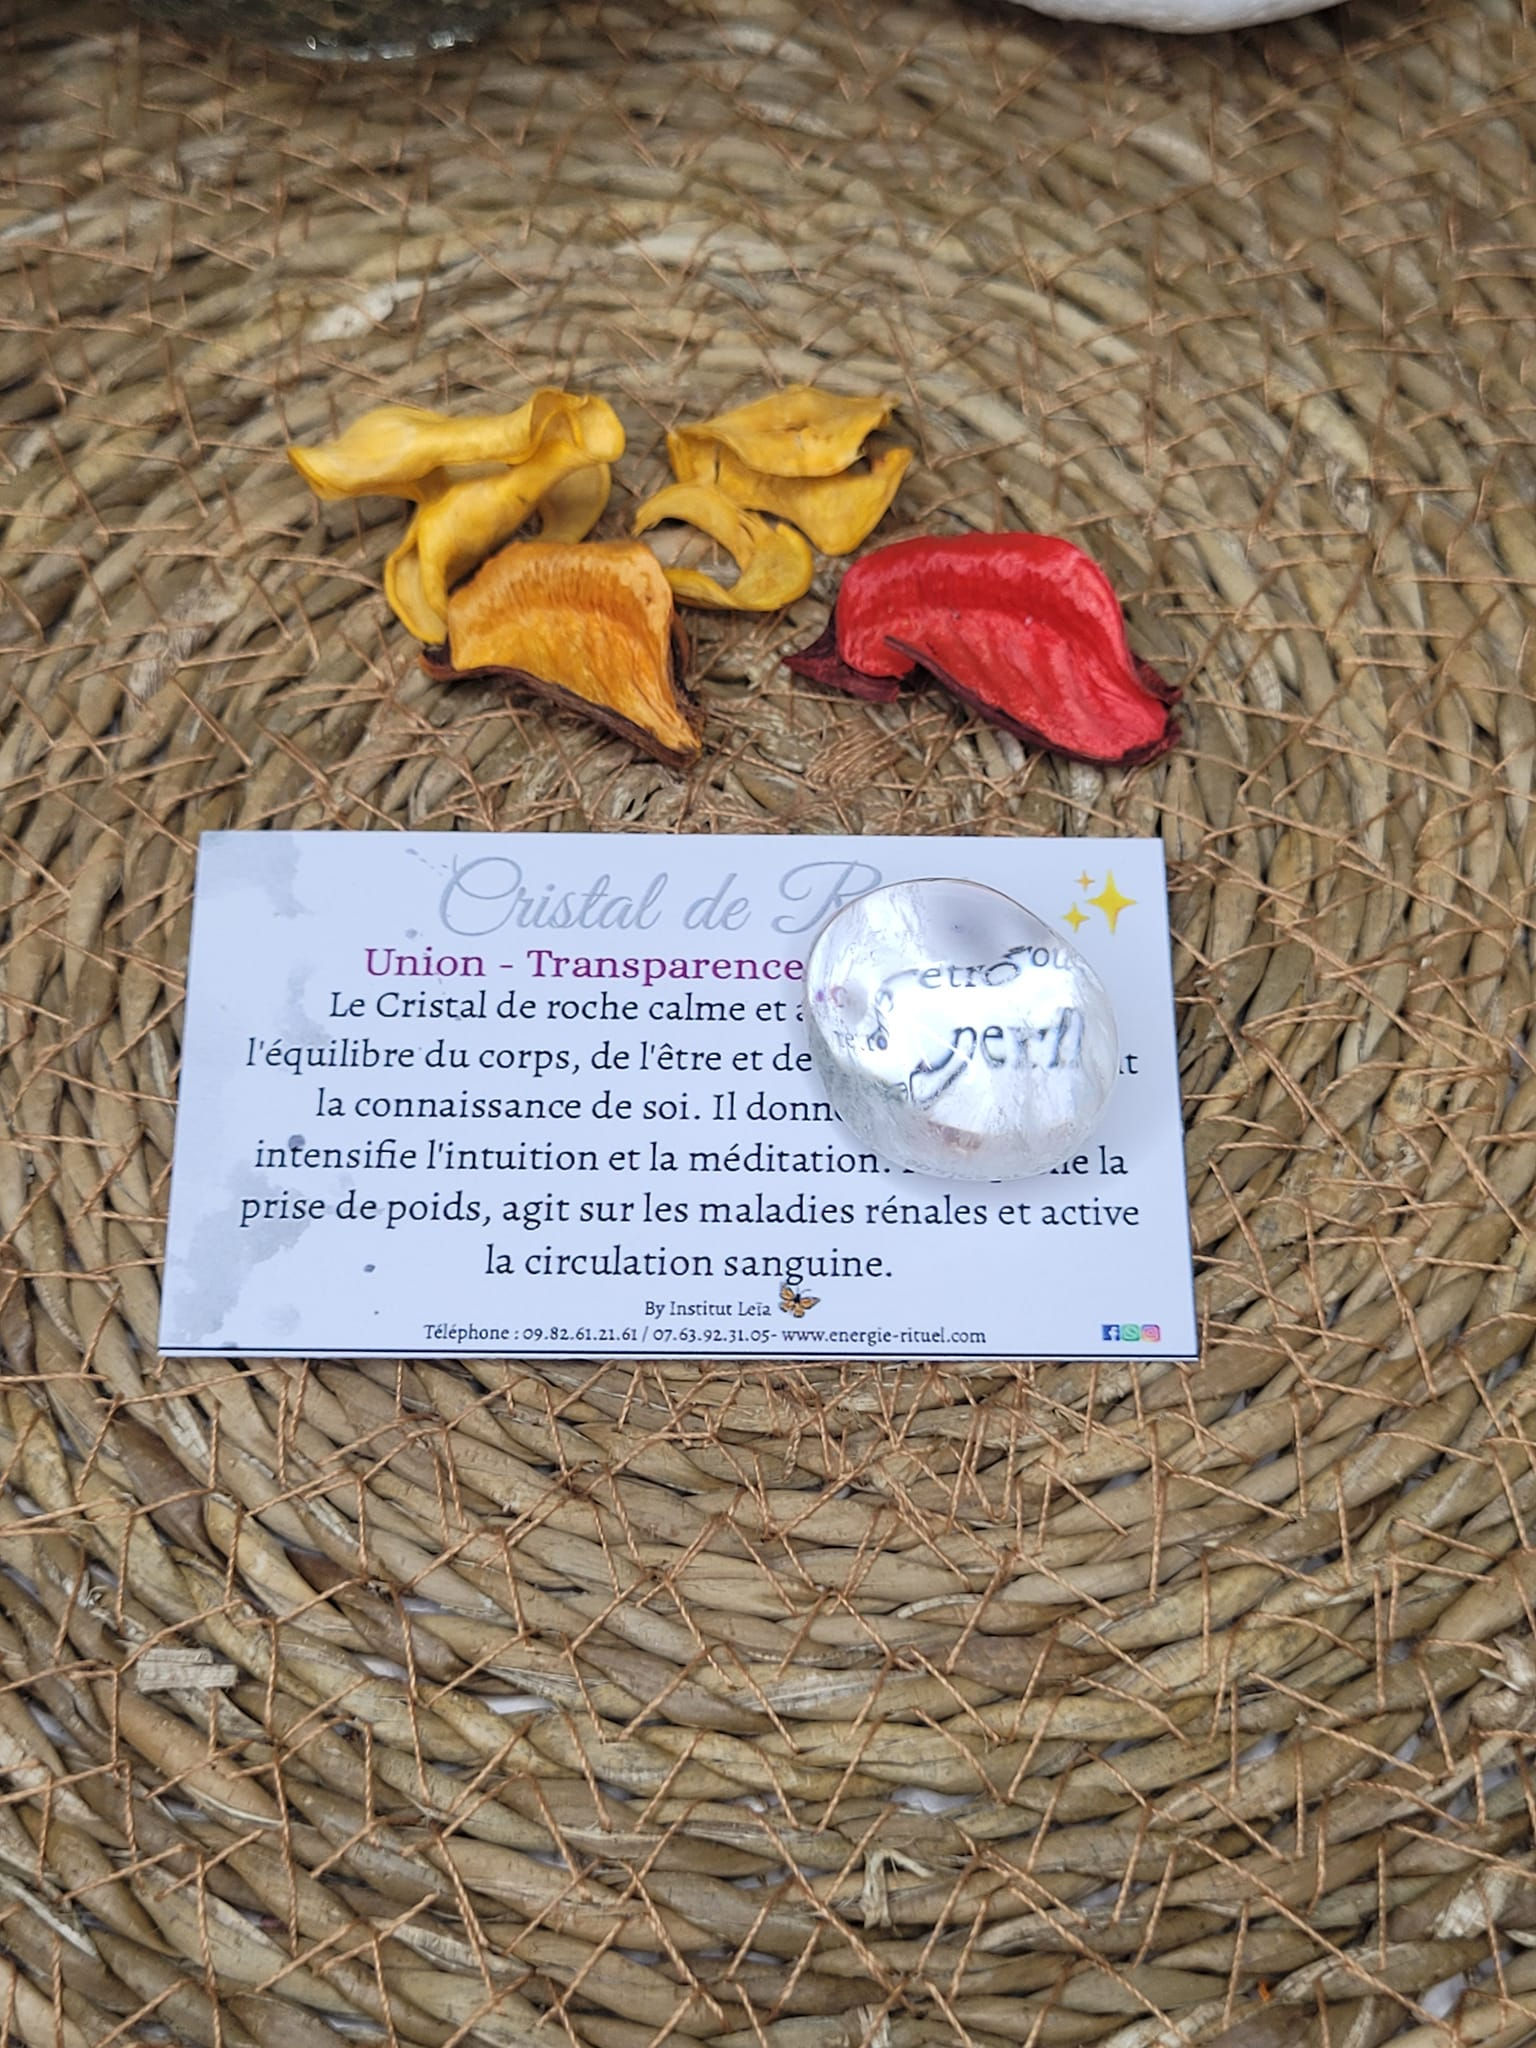 Cristal de
Union - Transparence
Le Cristal de roche calme et
l'équilibre du corps, de l'être et de
la connaissance de soi. Il
intensifie l'intuition et la méditation. la
prise de poids, agit sur les maladies rénales et active
la circulation sanguine.
By Institut Leïa
Téléphone : 09.82.61.21.61 / 07.63.92.31.05- www.energie-rituel.com